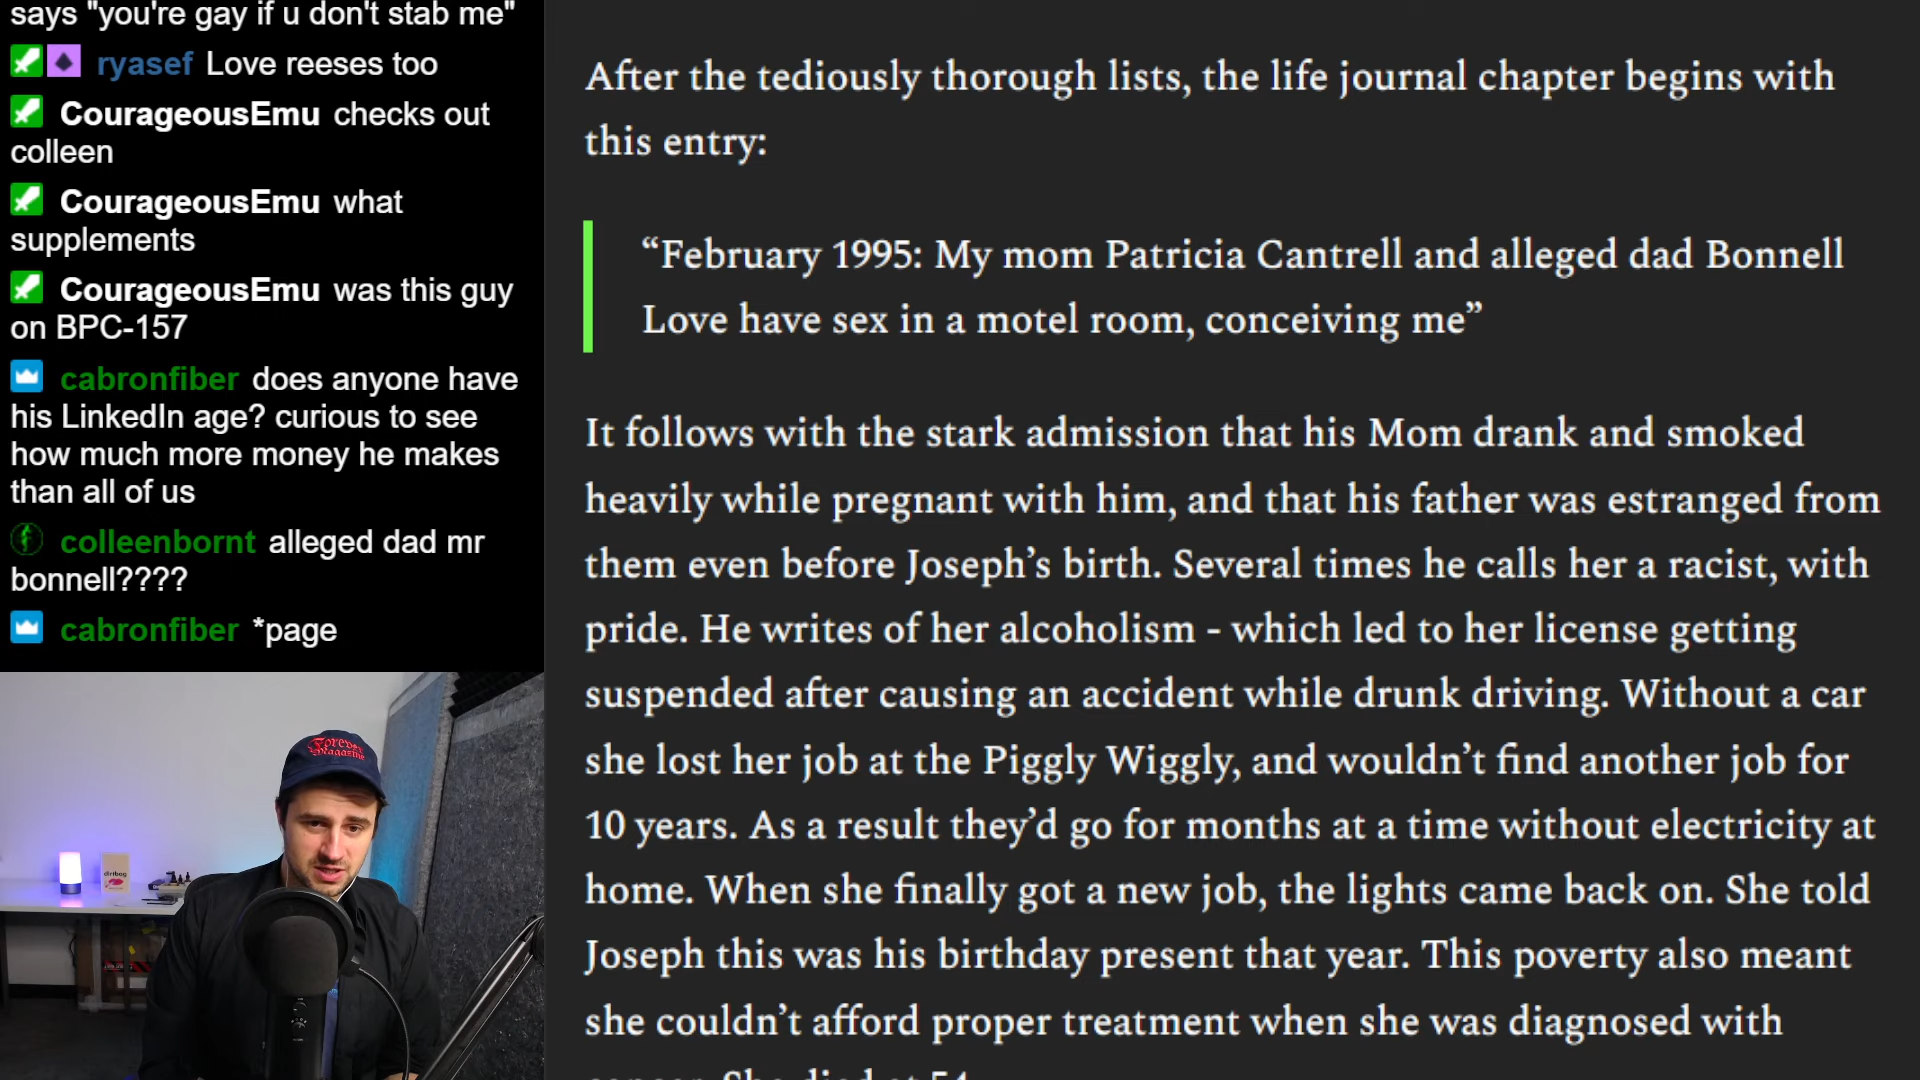 says "you're gay if u don't stab me"
ryasef Love reeses too
CourageousEmu checks out
colleen
CourageousEmu what
supplements
CourageousEmu was this guy
on BPC-157
cabronfiber does anyone have
his LinkedIn age? curious to see
how much more money he makes
than all of us
colleenbornt alleged dad mr
bonnell????
cabronfiber *page
Forever
Magazine
After the tediously thorough lists, the life journal chapter begins with
this entry:
“February 1995: My mom Patricia Cantrell and alleged dad Bonnell
Love have sex in a motel room, conceiving me”
It follows with the stark admission that his Mom drank and smoked
heavily while pregnant with him, and that his father was estranged from
them even before Joseph’s birth. Several times he calls her a racist, with
pride. He writes of her alcoholism - which led to her license getting
suspended after causing an accident while drunk driving. Without a car
she lost her job at the Piggly Wiggly, and wouldn’t find another job for
10 years. As a result they’d go for months at a time without electricity at
home. When she finally got a new job, the lights came back on. She told
Joseph this was his birthday present that year. This poverty also meant
she couldn’t afford proper treatment when she was diagnosed with
cancer. She died at 54